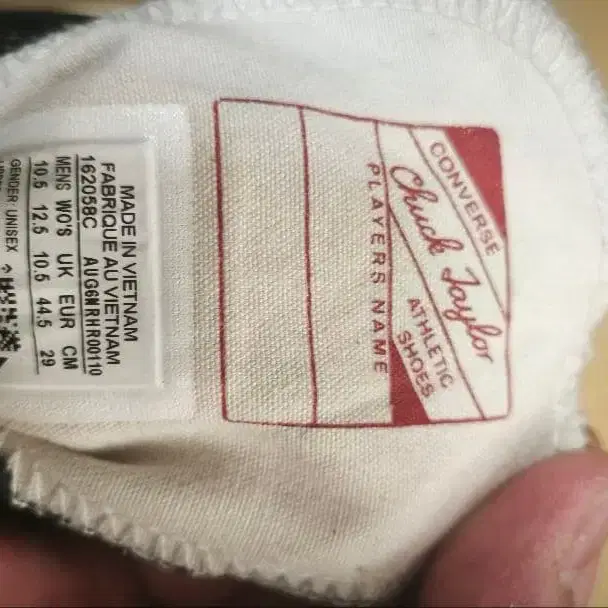 MADE IN VIETNAM
FABRIQUE AU VIETNAM
162058C AUG6MRHR00110
MENS WO'S UK EUR CM
10.5 12.5 10.5 44.5 29
GENDER: UNISEX
CONVERSE
Chuck Taylor
ATHLETIC
SHOES
PLAYERS NAME